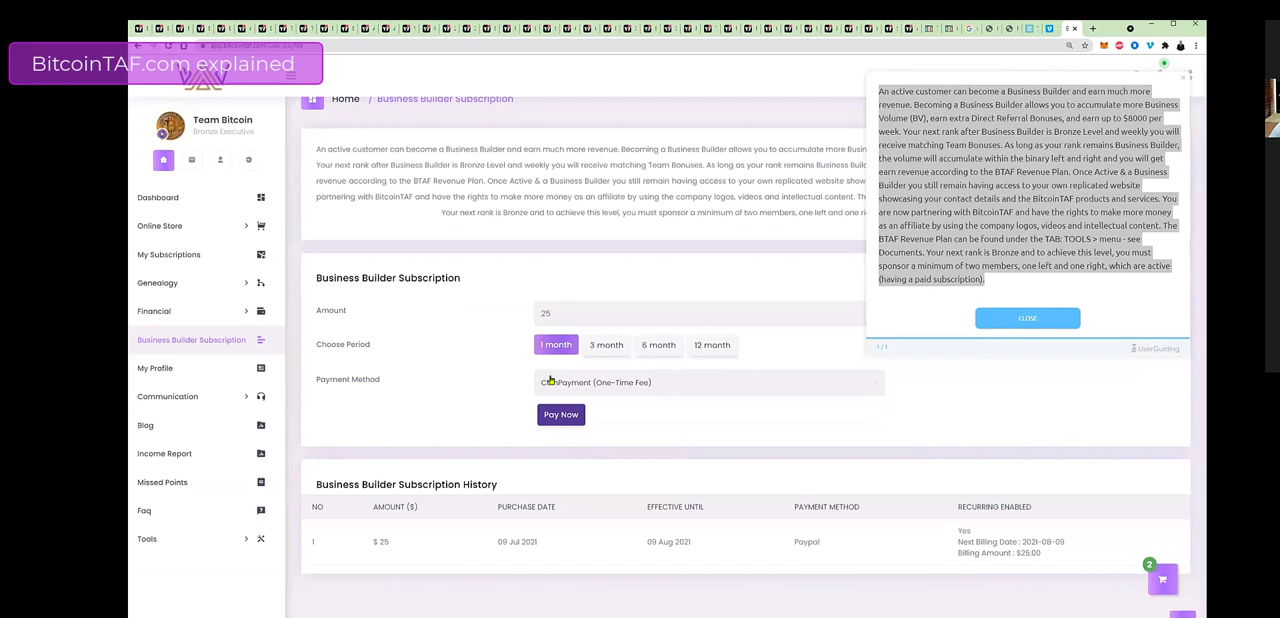 BitcoinTAF.com explained
app.bitcointaf.com/user/payfee
Team Bitcoin
Bronze Executive
Dashboard
Online Store
My Subscriptions
Genealogy
Financial
Business Builder Subscription
My Profile
Communication
Blog
Income Report
Missed Points
Faq
Tools
Home / Business Builder Subscription
An active customer can become a Business Builder and earn much more revenue. Becoming a Business Builder allows you to accumulate more Business
Your next rank after Business Builder is Bronze Level and weekly you will receive matching Team Bonuses. As long as your rank remains Business Builder,
revenue according to the BTAF Revenue Plan. Once Active & a Business Builder you still remain having access to your own replicated website show
partnering with BitcoinTAF and have the rights to make more money as an affiliate by using the company logos, videos and intellectual content. The
Your next rank is Bronze and to achieve this level, you must sponsor a minimum of two members, one left and one ri
Business Builder Subscription
Amount
25
Choose Period
1 month
3 month
6 month
12 month
Payment Method
Payment (One-Time Fee)
Pay Now
Business Builder Subscription History
NO AMOUNT ($) PURCHASE DATE EFFECTIVE UNTIL PAYMENT METHOD RECURRING ENABLED
1 $ 25 09 Jul 2021 09 Aug 2021 Paypal
Yes
Next Billing Date : 2021-08-09
Billing Amount : $25.00
An active customer can become a Business Builder and earn much more
revenue. Becoming a Business Builder allows you to accumulate more Business
Volume (BV), earn extra Direct Referral Bonuses, and earn up to $8000 per
week. Your next rank after Business Builder is Bronze Level and weekly you will
receive matching Team Bonuses. As long as your rank remains Business Builder,
the volume will accumulate within the binary left and right and you will get
earn revenue according to the BTAF Revenue Plan. Once Active & a Business
Builder you still remain having access to your own replicated website
showcasing your contact details and the BitcoinTAF products and services. You
are now partnering with BitcoinTAF and have the rights to make more money
as an affiliate by using the company logos, videos and intellectual content. The
BTAF Revenue Plan can be found under the TAB: TOOLS > menu - see
Documents. Your next rank is Bronze and to achieve this level, you must
sponsor a minimum of two members, one left and one right, which are active
(having a paid subscription).
CLOSE
1 / 1
UserGuiding
2